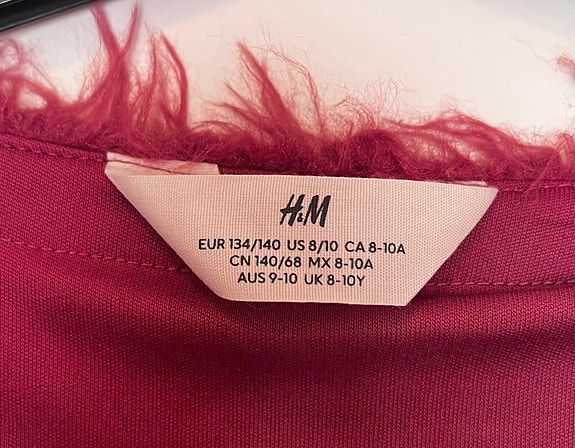 H&M
EUR 134/140 US 8/10 CA 8-10A
CN 140/68 MX 8-10A
AUS 9-10 UK 8-10Y